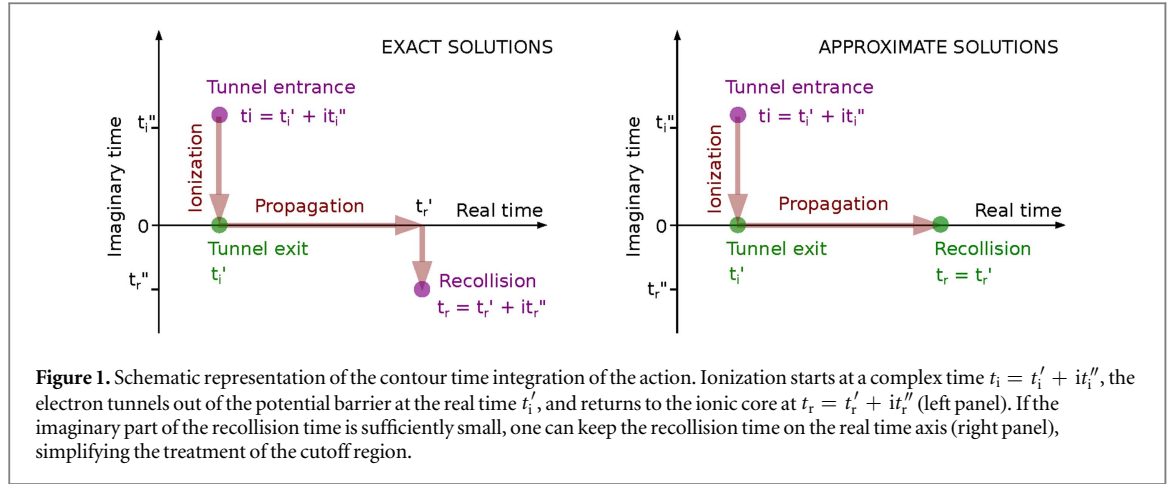 EXACT SOLUTIONS
Imaginary time
Tunnel entrance
ti = tᵢ' + itᵢ"
tᵢ"
Ionization
Propagation
tᵣ'
Real time
0
Tunnel exit
tᵢ'
tᵣ"
Recollision
tᵣ = tᵣ' + itᵣ"
APPROXIMATE SOLUTIONS
Imaginary time
Tunnel entrance
ti = tᵢ' + itᵢ"
tᵢ"
Ionization
Propagation
Real time
0
Tunnel exit
tᵢ'
Recollision
tᵣ = tᵣ'
tᵣ"
Figure 1. Schematic representation of the contour time integration of the action. Ionization starts at a complex time tᵢ = tᵢ′ + itᵢ″, the
electron tunnels out of the potential barrier at the real time tᵢ′, and returns to the ionic core at tᵣ = tᵣ′ + itᵣ″ (left panel). If the
imaginary part of the recollision time is sufficiently small, one can keep the recollision time on the real time axis (right panel),
simplifying the treatment of the cutoff region.